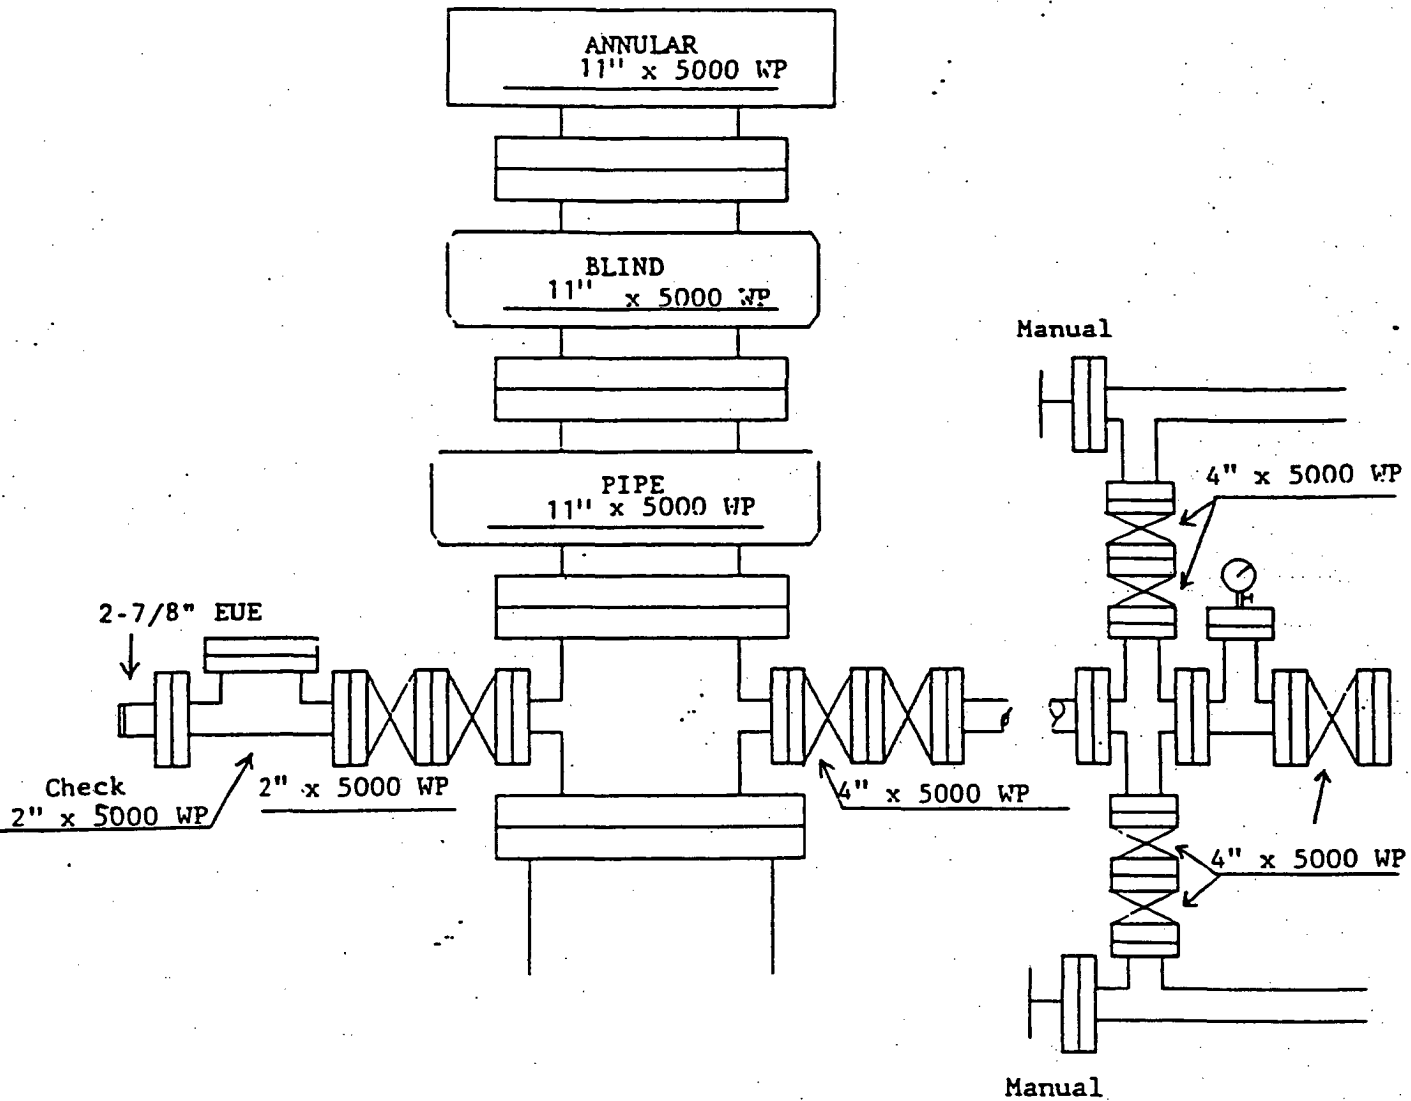 ANNULAR
11" x 5000 WP
BLIND
11" x 5000 WP
Manual
PIPE
11" x 5000 WP
4" x 5000 WP
2-7/8" EUE
Check
2" x 5000 WP
2" x 5000 WP
4" x 5000 WP
4" x 5000 WP
Manual